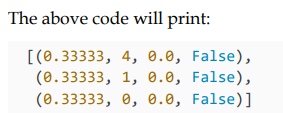 The above code will print:
[(0.33333, 4, 0.0, False),
(0.33333, 1, 0.0, False),
(0.33333, 0, 0.0, False)]